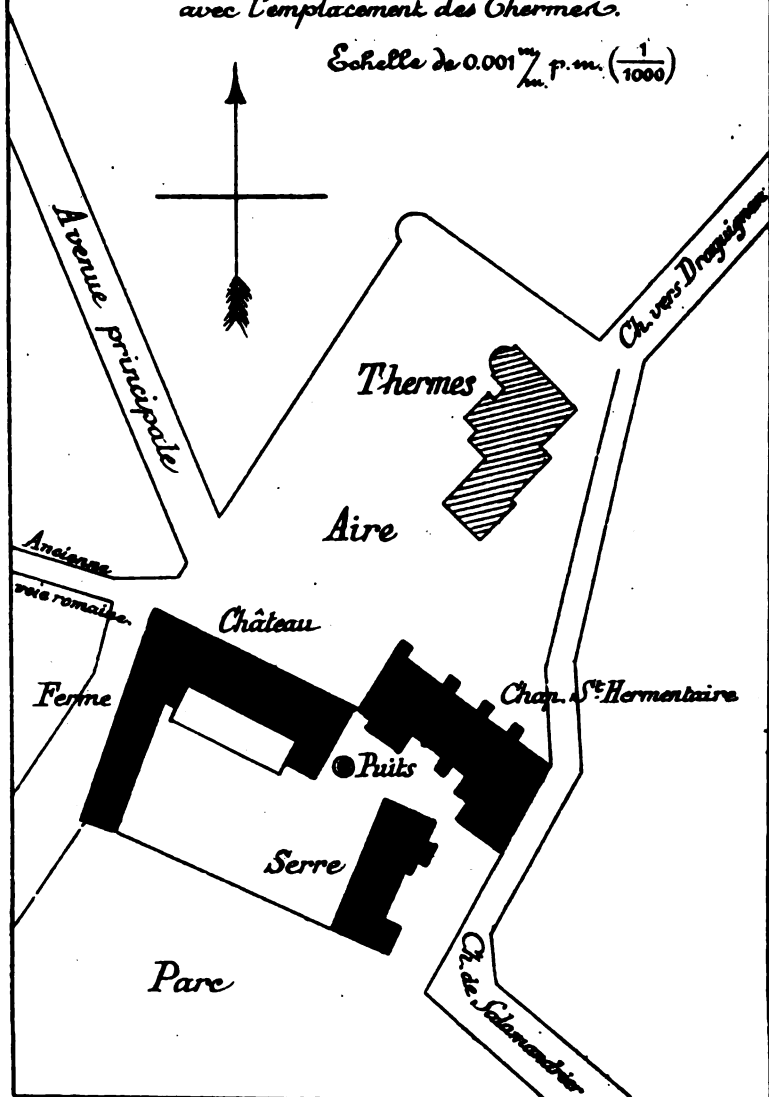 avec l'emplacement des Thermes.
Echelle de 0.001 m/m. p.m. (1/1000)
Avenue principale
Ch. vers Draguignan
Thermes
Aire
Ancienne
voie romaine.
Château
Ferme
Chap. St. Hermentaire
Puits
Serre
Parc
Ch. de Salamandrier